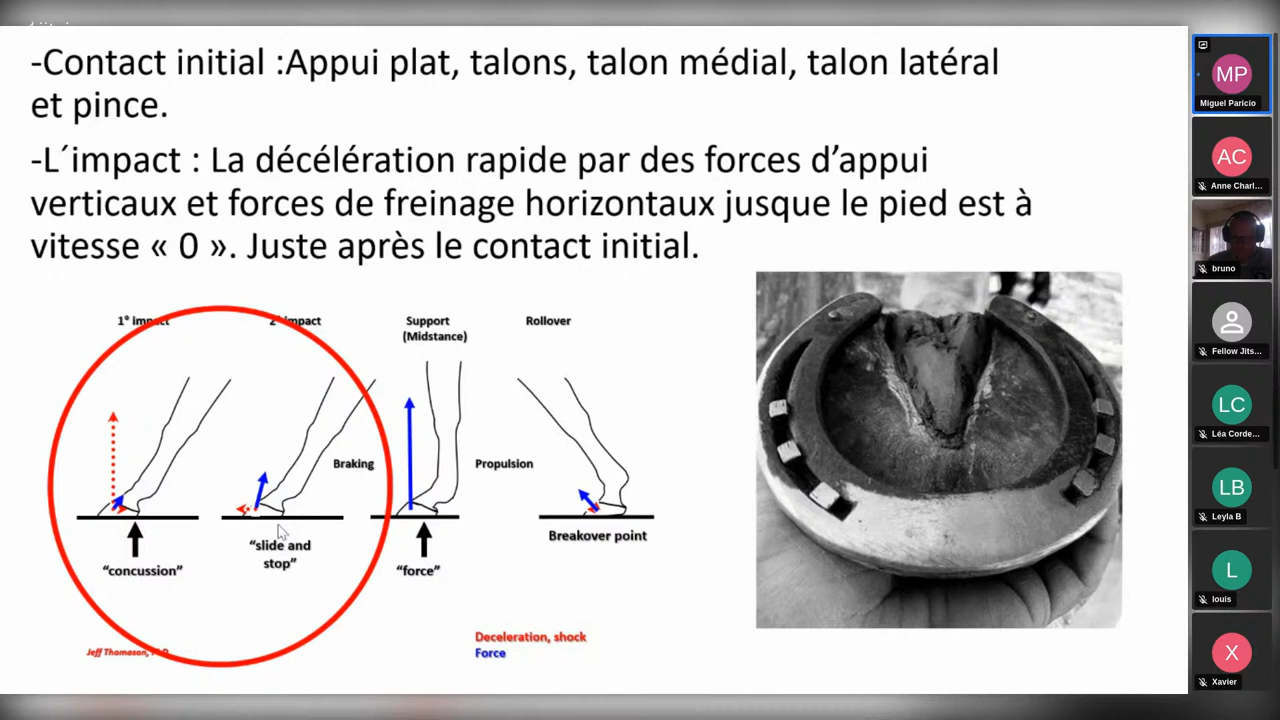 -Contact initial :Appui plat, talons, talon médial, talon latéral
et pince.
-L´impact : La décélération rapide par des forces d’appui
verticaux et forces de freinage horizontaux jusque le pied est à
vitesse « 0 ». Juste après le contact initial.
1º impact
impact
Support
(Midstance)
Rollover
Braking
Propulsion
“concussion”
“slide and
stop”
“force”
Breakover point
Deceleration, shock
Force
Jeff Thomason, PhD
MP
Miguel Paricio
AC
Anne Charl...
bruno
Fellow Jits...
LC
Léa Corde...
LB
Leyla B
L
louis
X
Xavier